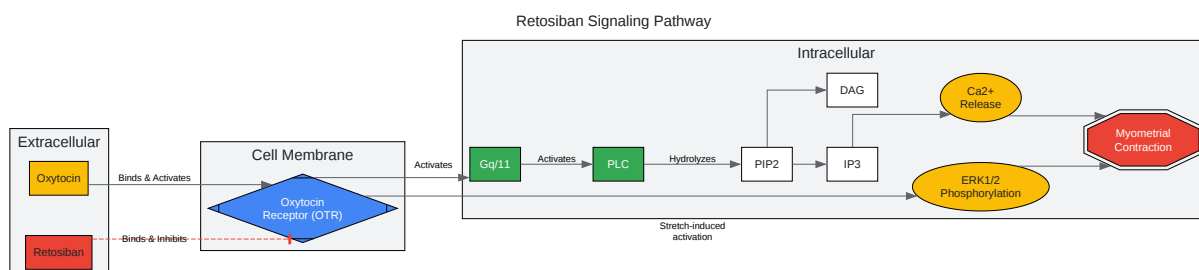 Retosiban Signaling Pathway
Extracellular
Oxytocin
Retosiban
Binds & Activates
Binds & Inhibits
Cell Membrane
Oxytocin
Receptor (OTR)
Activates
Intracellular
Gq/11
Activates
PLC
Hydrolyzes
PIP2
DAG
IP3
Ca2+
Release
ERK1/2
Phosphorylation
Myometrial
Contraction
Stretch-induced
activation